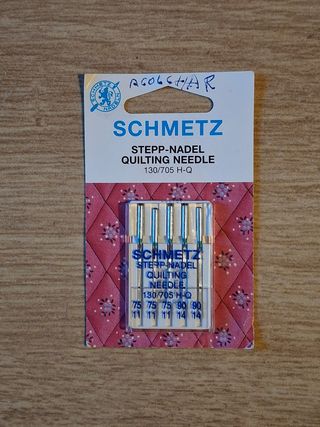 SCHMETZ
STEPP-NADEL
QUILTING NEEDLE
130/705 H-Q
SCHMETZ
STEPP-NADEL
QUILTING
NEEDLE
130/705 H-Q
75 75 75 90 90
11 11 11 14 14